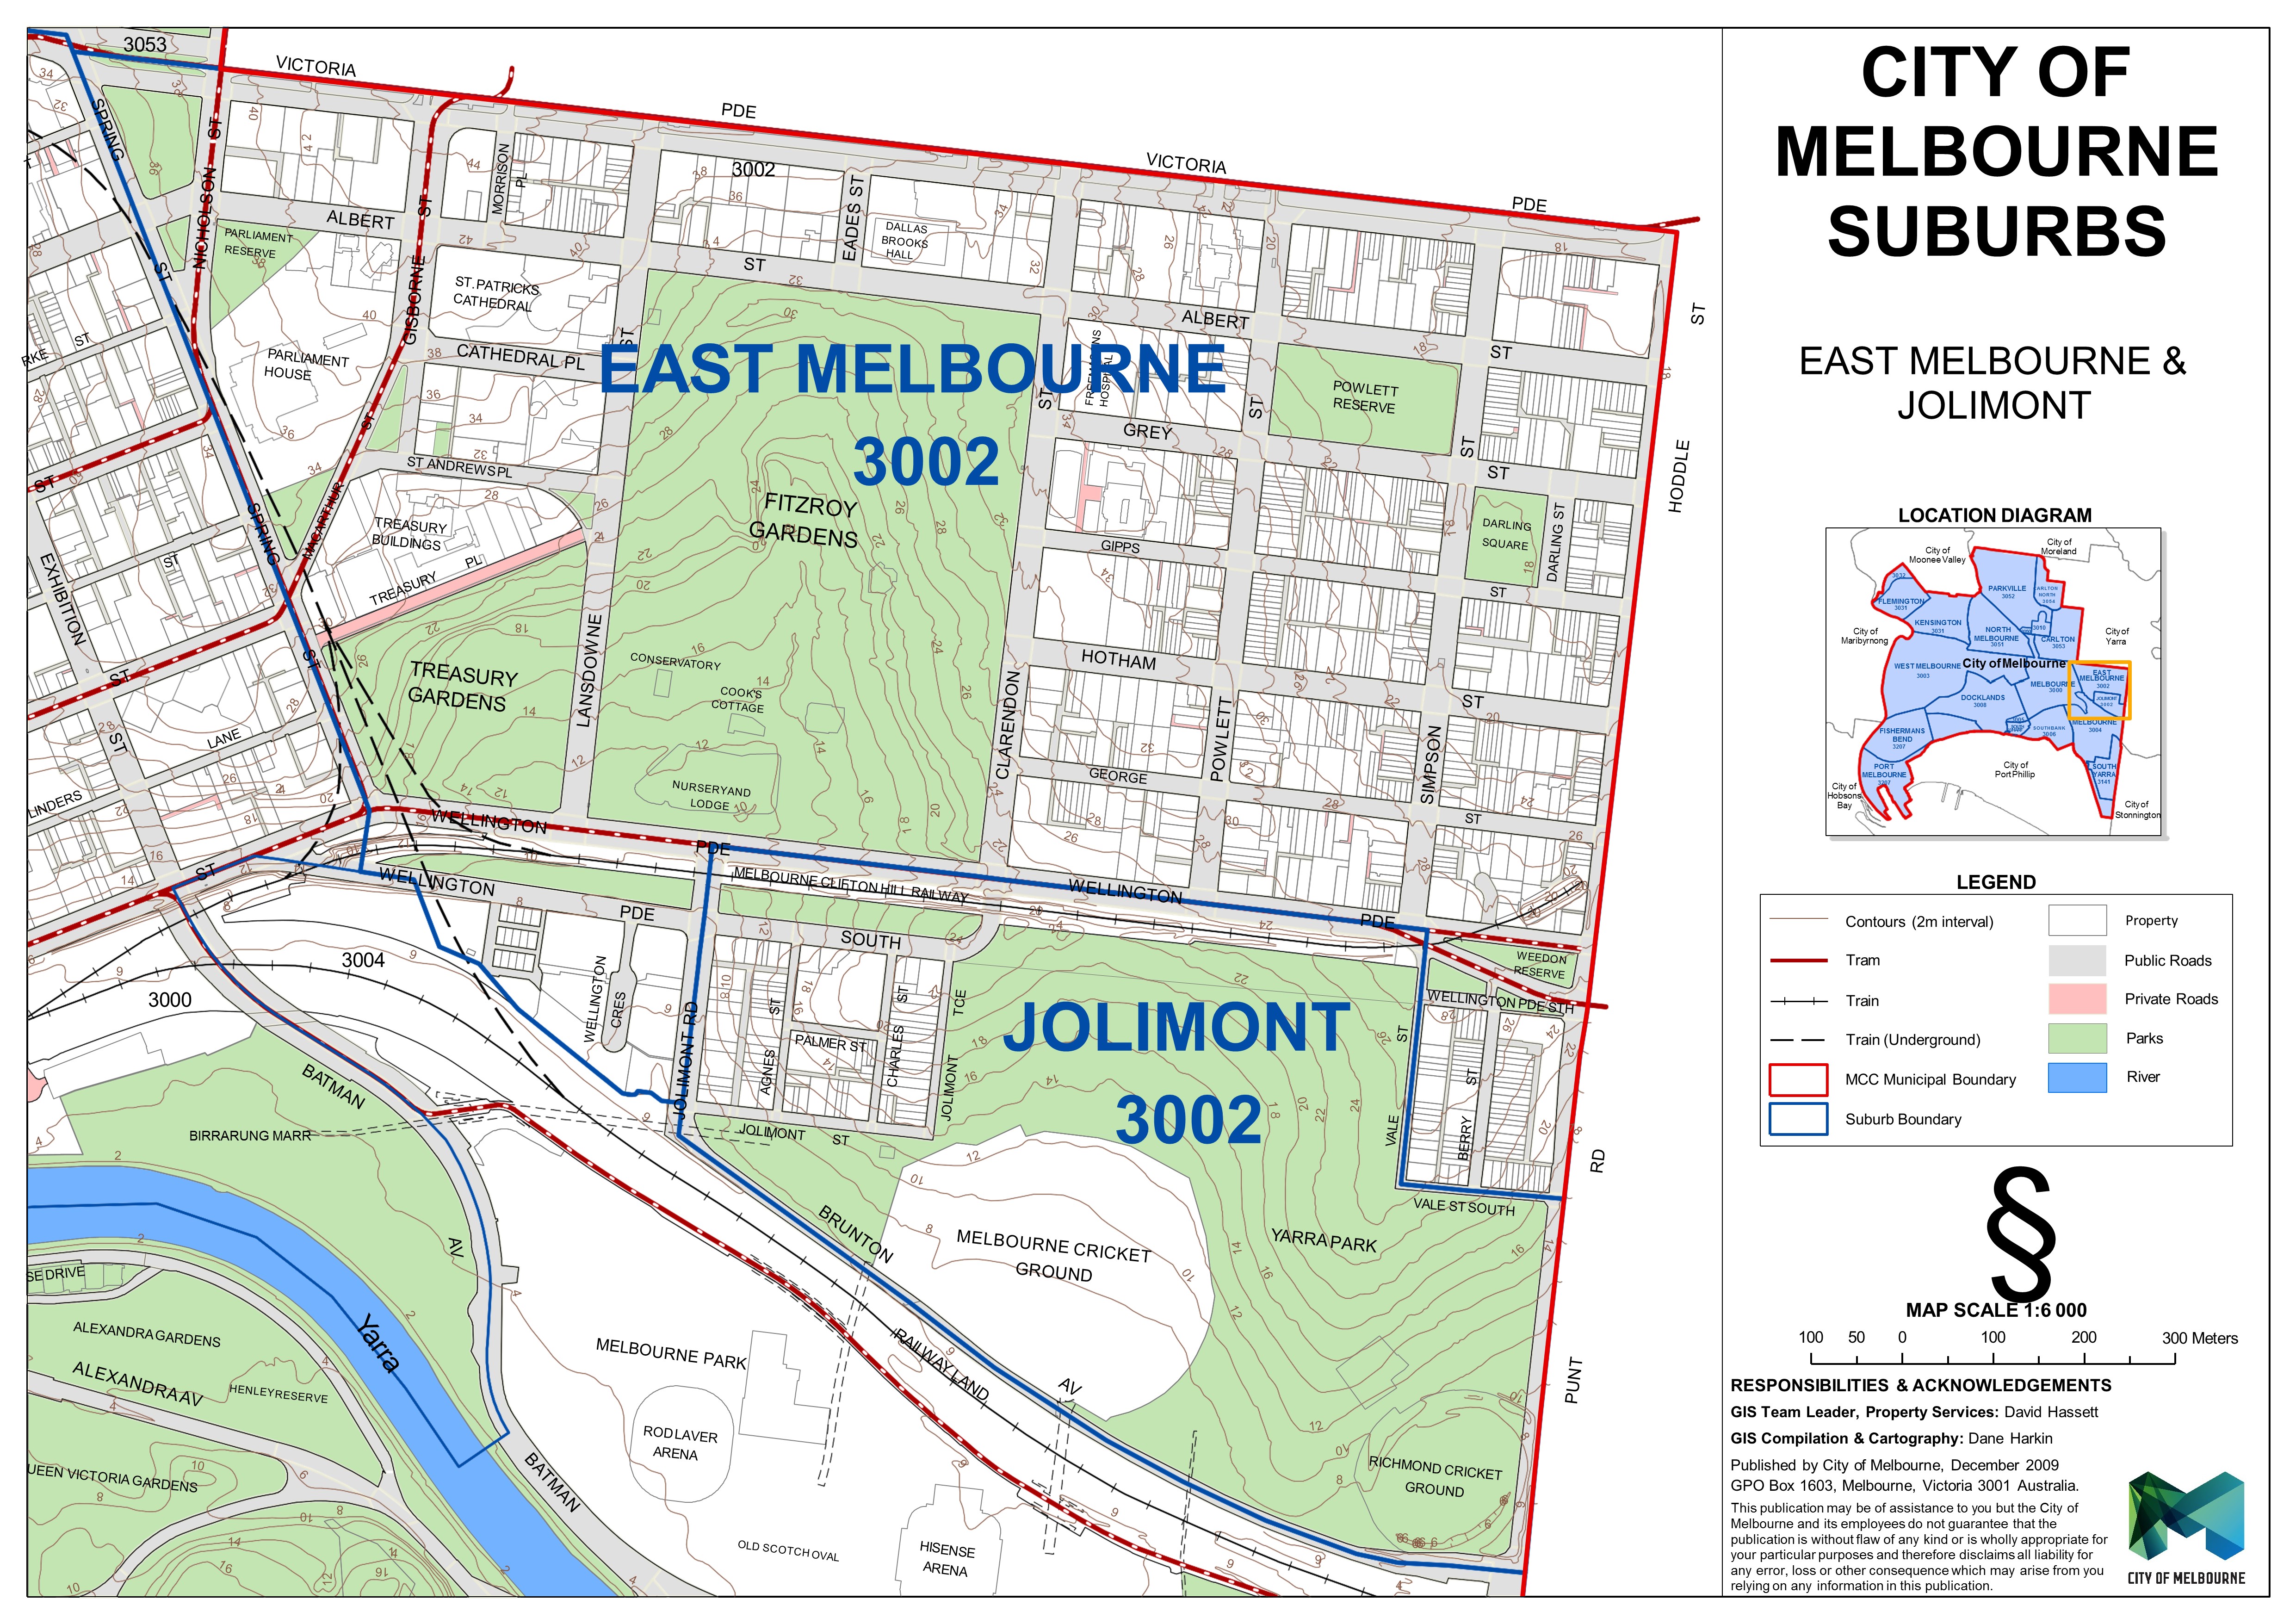 3053
VICTORIA
PDE
VICTORIA
PDE
SPRING
ST
NICHOLSON
ST
MORRISON
PL
3002
EADES ST
DALLAS
BROOKS
HALL
ALBERT
ST
ALBERT
ST
PARLIAMENT
RESERVE
GISBORNE
ST
ST. PATRICKS
CATHEDRAL
CATHEDRAL PL
PARLIAMENT
HOUSE
RKE
ST
EAST MELBOURNE
3002
FREEMASONS
HOSPITAL
ST
ST
ST
ST
HODDLE
ST
POWLETT
RESERVE
GREY
ST
ST
ST ANDREWS PL
MACARTHUR
ST
SPRING
ST
EXHIBITION
ST
ST
ST
TREASURY
BUILDINGS
TREASURY
PL
FITZROY
GARDENS
GIPPS
ST
DARLING
SQUARE
DARLING ST
TREASURY
GARDENS
LANSDOWNE
CONSERVATORY
COOK'S
COTTAGE
NURSERY AND
LODGE
CLARENDON
HOTHAM
ST
POWLETT
SIMPSON
GEORGE
ST
LANE
LINDERS
ST
WELLINGTON
PDE
WELLINGTON
PDE
MELBOURNE CLIFTON HILL RAILWAY
WELLINGTON
PDE
SOUTH
WEEDON
RESERVE
WELLINGTON PDE STH
3004
3000
WELLINGTON
CRES
JOLIMONT RD
AGNES
ST
PALMER ST
CHARLES
ST
JOLIMONT
TCE
JOLIMONT
ST
JOLIMONT
3002
VALE
ST
BERRY
ST
VALE ST SOUTH
BATMAN
AV
BATMAN
BIRRARUNG MARR
BRUNTON
AV
MELBOURNE CRICKET
GROUND
YARRA PARK
RD
PUNT
SE DRIVE
ALEXANDRA GARDENS
ALEXANDRA AV
HENLEY RESERVE
UEEN VICTORIA GARDENS
Yarra
MELBOURNE PARK
RAILWAY LAND
ROD LAVER
ARENA
OLD SCOTCH OVAL
HISENSE
ARENA
RICHMOND CRICKET
GROUND
CITY OF
MELBOURNE
SUBURBS
EAST MELBOURNE &
JOLIMONT
LOCATION DIAGRAM
City of
Moonee Valley
City of
Moreland
City of
Maribyrnong
City of
Yarra
City of
Hobsons
Bay
City of
Port Phillip
City of
Stonnington
City of Melbourne
FLEMINGTON
3031
KENSINGTON
3031
PARKVILLE
3052
NORTH
MELBOURNE
3051
CARLTON
3053
WEST MELBOURNE
3003
DOCKLANDS
3008
MELBOURNE
3000
EAST
MELBOURNE
3002
JOLIMONT
3002
MELBOURNE
3004
SOUTHBANK
3006
FISHERMANS
BEND
3207
PORT
MELBOURNE
3207
SOUTH
YARRA
3141
LEGEND
Contours (2m interval)
Tram
Train
Train (Underground)
MCC Municipal Boundary
Suburb Boundary
Property
Public Roads
Private Roads
Parks
River
§
MAP SCALE 1:6 000
100 50 0 100 200 300 Meters
RESPONSIBILITIES & ACKNOWLEDGEMENTS
GIS Team Leader, Property Services: David Hassett
GIS Compilation & Cartography: Dane Harkin
Published by City of Melbourne, December 2009
GPO Box 1603, Melbourne, Victoria 3001 Australia.
This publication may be of assistance to you but the City of
Melbourne and its employees do not guarantee that the
publication is without flaw of any kind or is wholly appropriate for
your particular purposes and therefore disclaims all liability for
any error, loss or other consequence which may arise from you
relying on any information in this publication.
CITY OF MELBOURNE